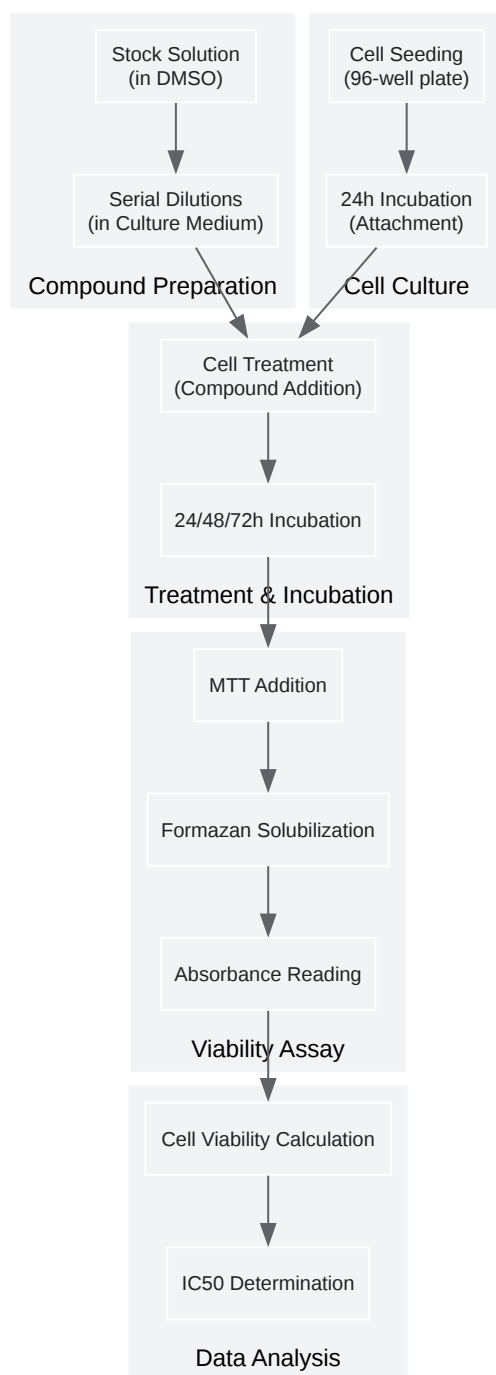 Stock Solution
(in DMSO)
Serial Dilutions
(in Culture Medium)
Compound Preparation
Cell Seeding
(96-well plate)
24h Incubation
(Attachment)
Cell Culture
Cell Treatment
(Compound Addition)
24/48/72h Incubation
Treatment & Incubation
MTT Addition
Formazan Solubilization
Absorbance Reading
Viability Assay
Cell Viability Calculation
IC50 Determination
Data Analysis